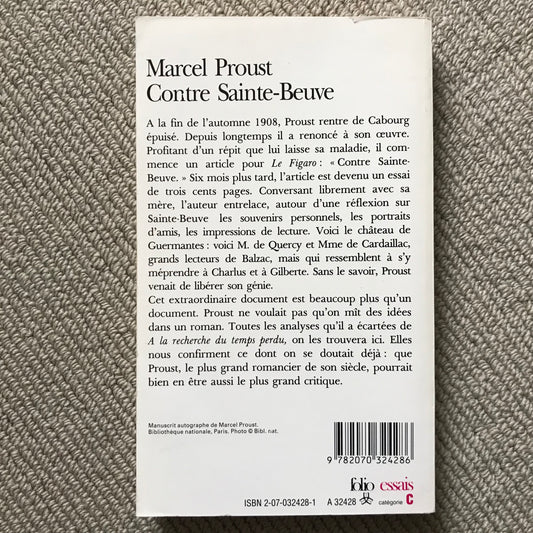 Marcel Proust
Contre Sainte-Beuve
A la fin de l'automne 1908, Proust rentre de Cabourg
épuisé. Depuis longtemps il a renoncé à son œuvre.
Profitant d'un répit que lui laisse sa maladie, il com-
mence un article pour Le Figaro : « Contre Sainte-
Beuve. » Six mois plus tard, l'article est devenu un essai
de trois cents pages. Conversant librement avec sa
mère, l'auteur entrelace, autour d'une réflexion sur
Sainte-Beuve les souvenirs personnels, les portraits
d'amis, les impressions de lecture. Voici le château de
Guermantes : voici M. de Quercy et Mme de Cardaillac,
grands lecteurs de Balzac, mais qui ressemblent à s'y
méprendre à Charlus et à Gilberte. Sans le savoir, Proust
venait de libérer son génie.
Cet extraordinaire document est beaucoup plus qu'un
document. Proust ne voulait pas qu'on mît des idées
dans un roman. Toutes les analyses qu'il a écartées de
A la recherche du temps perdu, on les trouvera ici. Elles
nous confirment ce dont on se doutait déjà : que
Proust, le plus grand romancier de son siècle, pourrait
bien en être aussi le plus grand critique.
Manuscrit autographe de Marcel Proust.
Bibliothèque nationale, Paris. Photo © Bibl. nat.
9 782070 324286
folio essais
ISBN 2-07-032428-1 A 32428 catégorie C